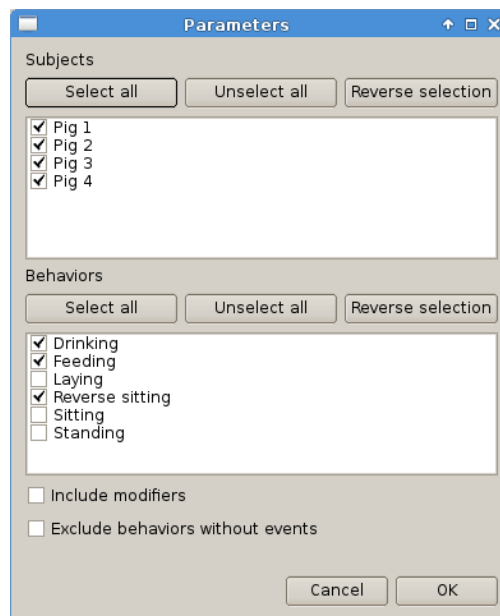 Parameters
Subjects
Select all Unselect all Reverse selection
Pig 1
Pig 2
Pig 3
Pig 4
Behaviors
Select all Unselect all Reverse selection
Drinking
Feeding
Laying
Reverse sitting
Sitting
Standing
Include modifiers
Exclude behaviors without events
Cancel OK